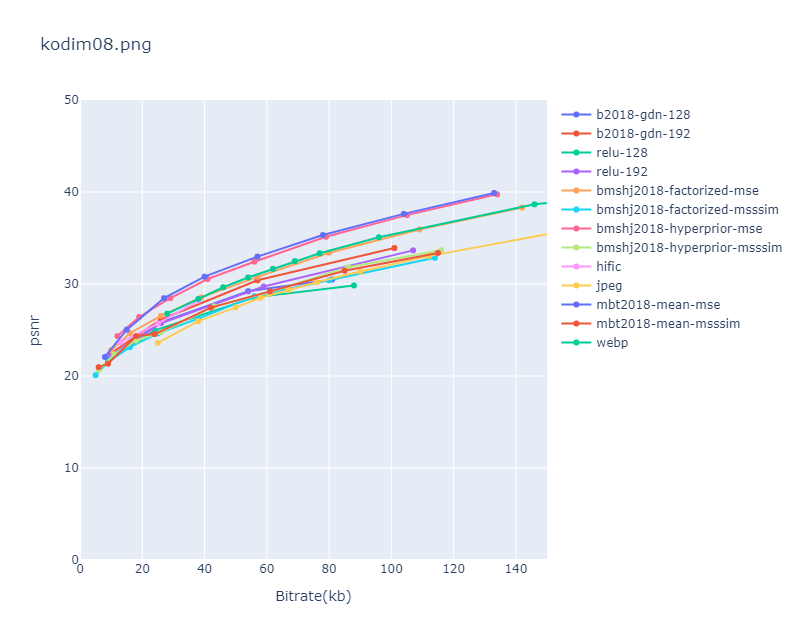 kodim08.png
50
40
30
20
10
0
psnr
0 20 40 60 80 100 120 140
Bitrate(kb)
b2018-gdn-128
b2018-gdn-192
relu-128
relu-192
bmshj2018-factorized-mse
bmshj2018-factorized-msssim
bmshj2018-hyperprior-mse
bmshj2018-hyperprior-msssim
hific
jpeg
mbt2018-mean-mse
mbt2018-mean-msssim
webp